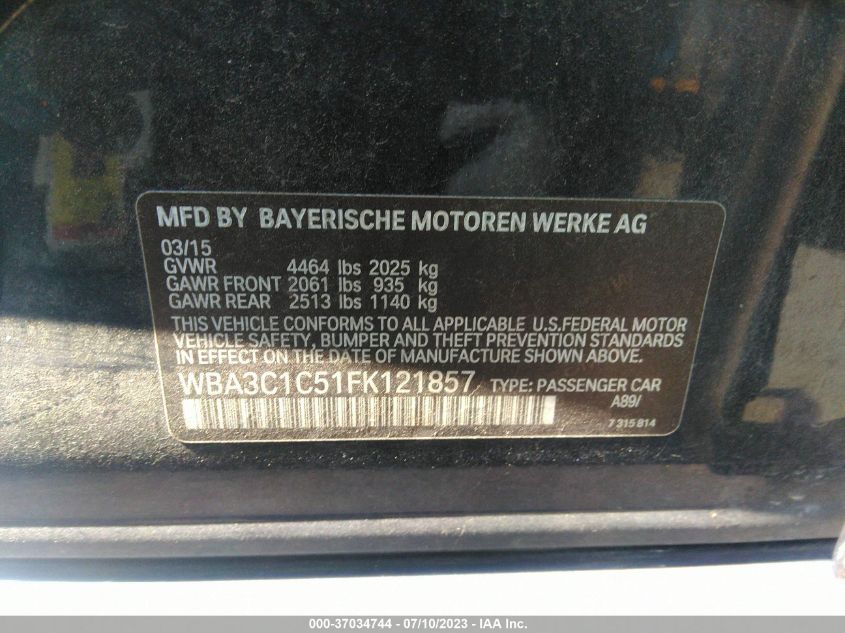 MFD BY BAYERISCHE MOTOREN WERKE AG
03/15
GVWR 4464 lbs 2025 kg
GAWR FRONT 2061 lbs 935 kg
GAWR REAR 2513 lbs 1140 kg
THIS VEHICLE CONFORMS TO ALL APPLICABLE U.S.FEDERAL MOTOR
VEHICLE SAFETY, BUMPER AND THEFT PREVENTION STANDARDS
IN EFFECT ON THE DATE OF MANUFACTURE SHOWN ABOVE.
WBA3C1C51FK121857 TYPE: PASSENGER CAR
A89/
7 315 814
000-37034744 - 07/10/2023 - IAA Inc.